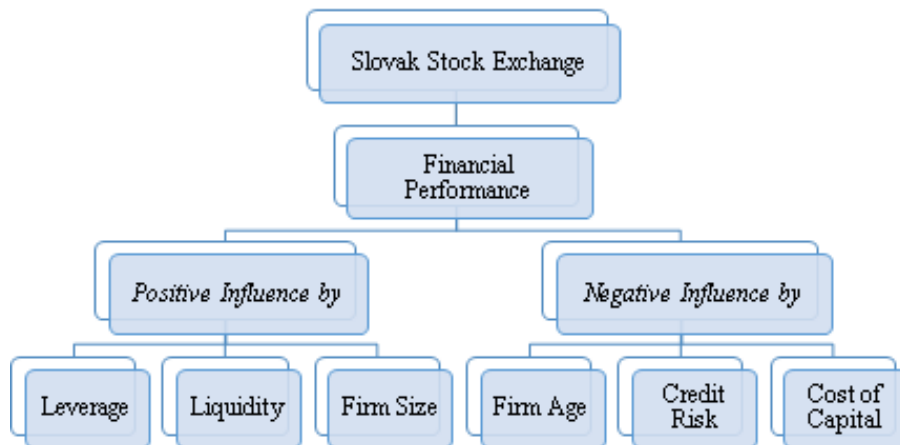 Slovak Stock Exchange
Financial
Performance
Positive Influence by
Negative Influence by
Leverage
Liquidity
Firm Size
Firm Age
Credit
Risk
Cost of
Capital